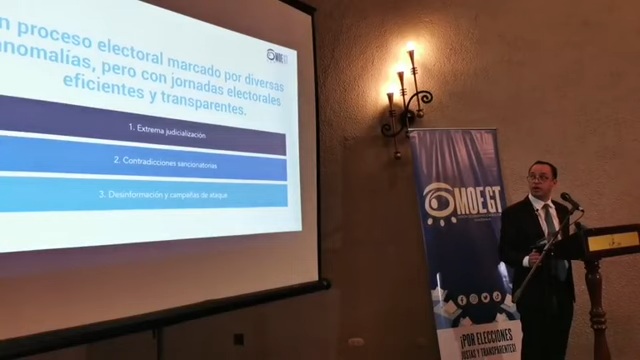 n proceso electoral marcado por diversas
anomalías, pero con jornadas electorales
eficientes y transparentes.
MOEGT
1. Extrema judicialización
2. Contradicciones sancionatorias
3. Desinformación y campañas de ataque
MOEGT
¡POR ELECCIONES
JUSTAS Y TRANSPARENTES!